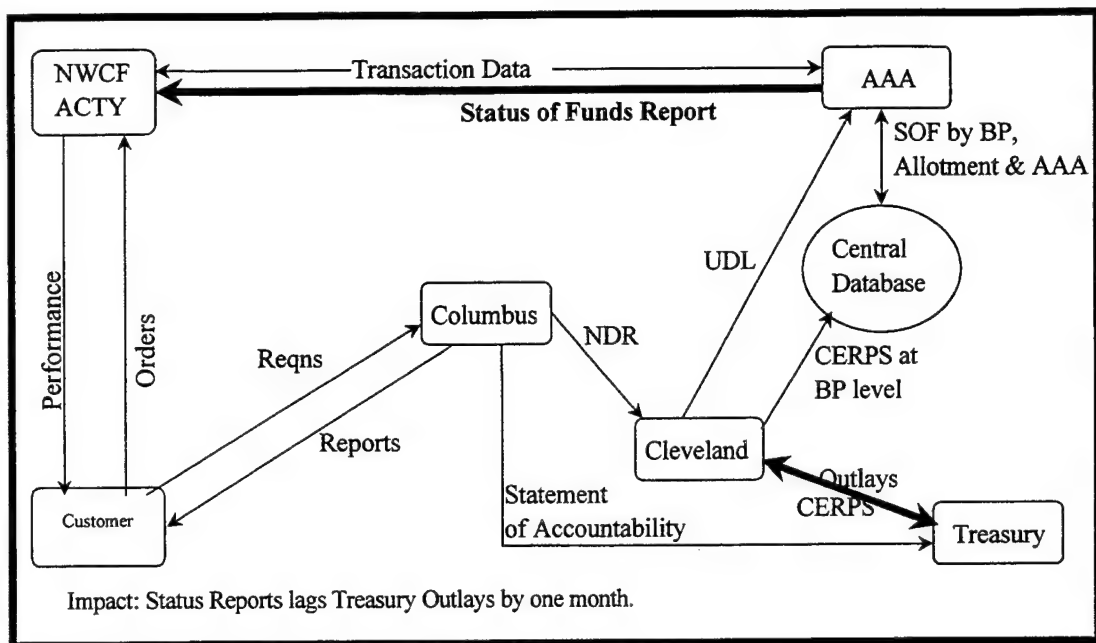 NWCF
ACTY
Transaction Data
AAA
Status of Funds Report
SOF by BP,
Allotment & AAA
Central
Database
UDL
Columbus
NDR
CERPS at
BP level
Performance
Orders
Reqns
Reports
Cleveland
Outlays
CERPS
Statement
of Accountability
Treasury
Customer
Impact: Status Reports lags Treasury Outlays by one month.